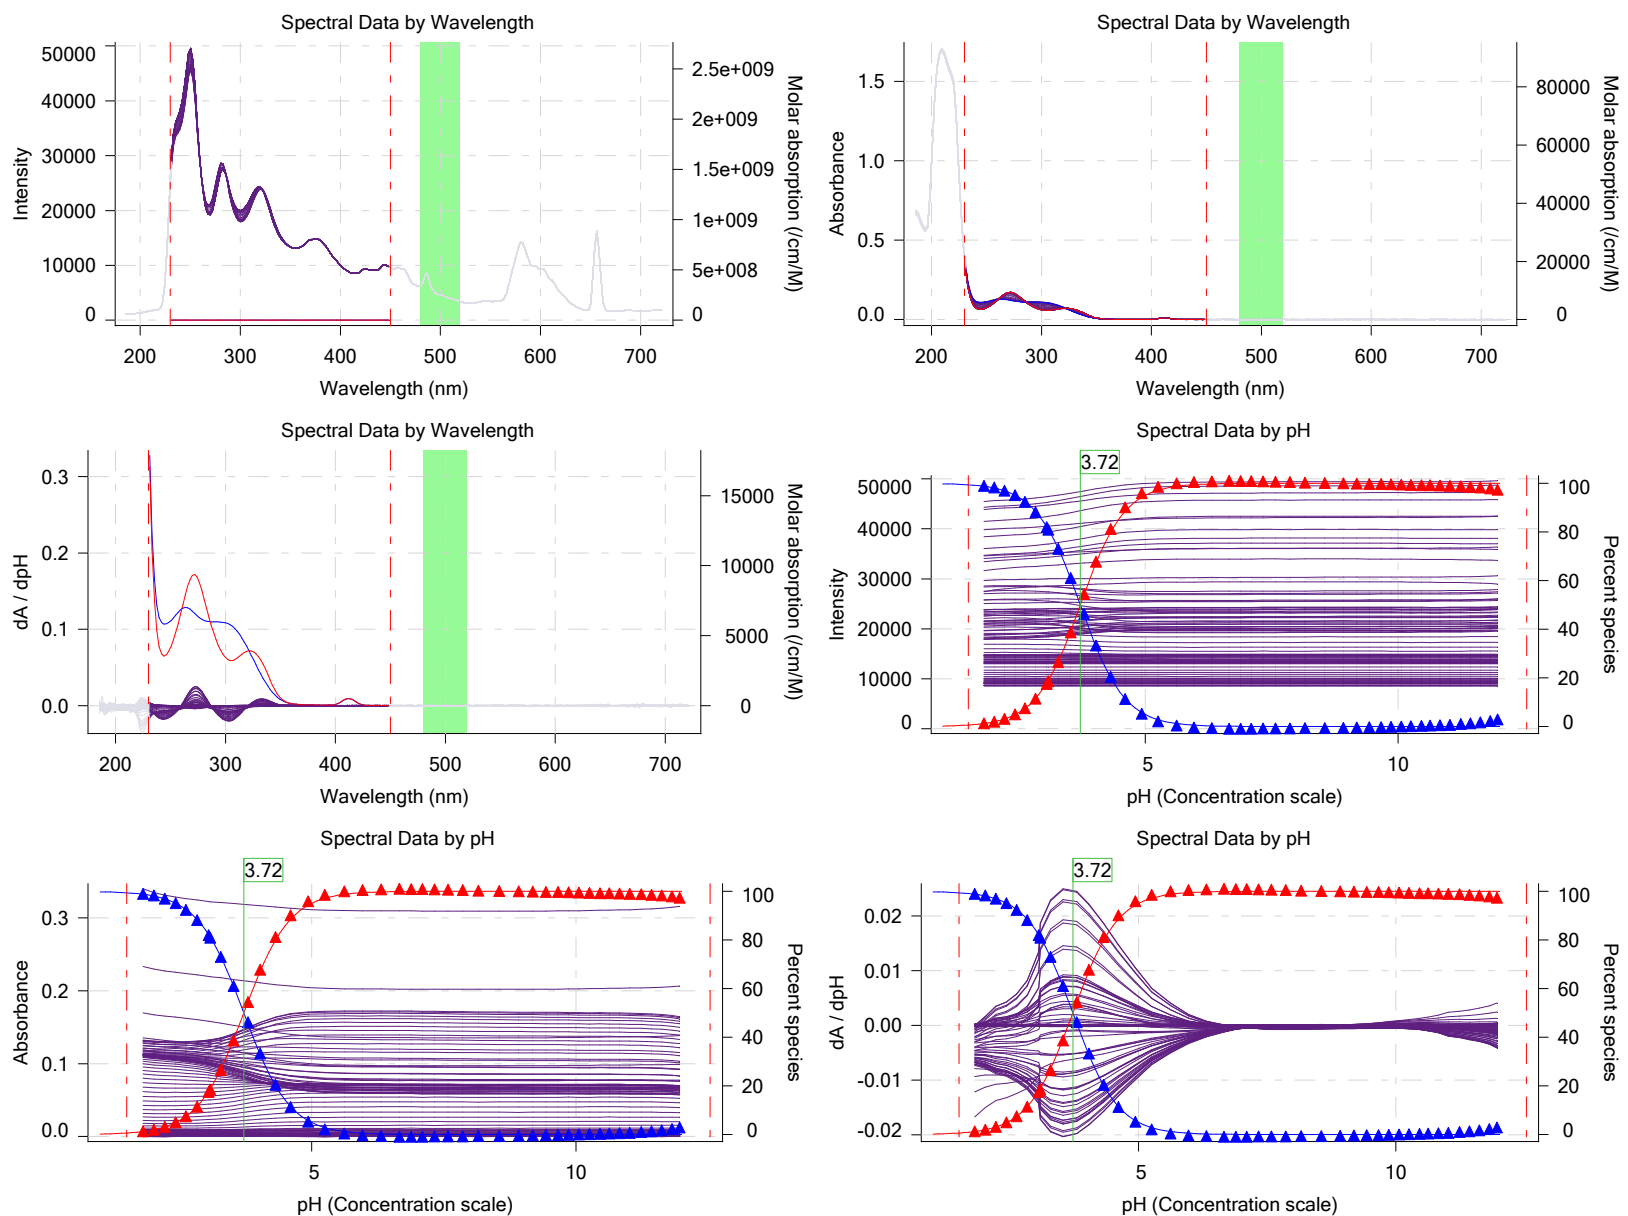 Spectral Data by Wavelength
50000
40000
30000
20000
10000
0
Intensity
2.5e+009
2e+009
1.5e+009
1e+009
5e+008
0
Molar absorption (/cm/M)
200 300 400 500 600 700
Wavelength (nm)
Spectral Data by Wavelength
1.5
1.0
0.5
0.0
Absorbance
80000
60000
40000
20000
0
Molar absorption (/cm/M)
200 300 400 500 600 700
Wavelength (nm)
Spectral Data by Wavelength
0.3
0.2
0.1
0.0
dA / dpH
15000
10000
5000
0
Molar absorption (/cm/M)
200 300 400 500 600 700
Wavelength (nm)
Spectral Data by pH
3.72
50000
40000
30000
20000
10000
0
Intensity
100
80
60
40
20
0
Percent species
5 10
pH (Concentration scale)
Spectral Data by pH
3.72
0.3
0.2
0.1
0.0
Absorbance
100
80
60
40
20
0
Percent species
5 10
pH (Concentration scale)
Spectral Data by pH
3.72
0.02
0.01
0.00
-0.01
-0.02
dA / dpH
100
80
60
40
20
0
Percent species
5 10
pH (Concentration scale)